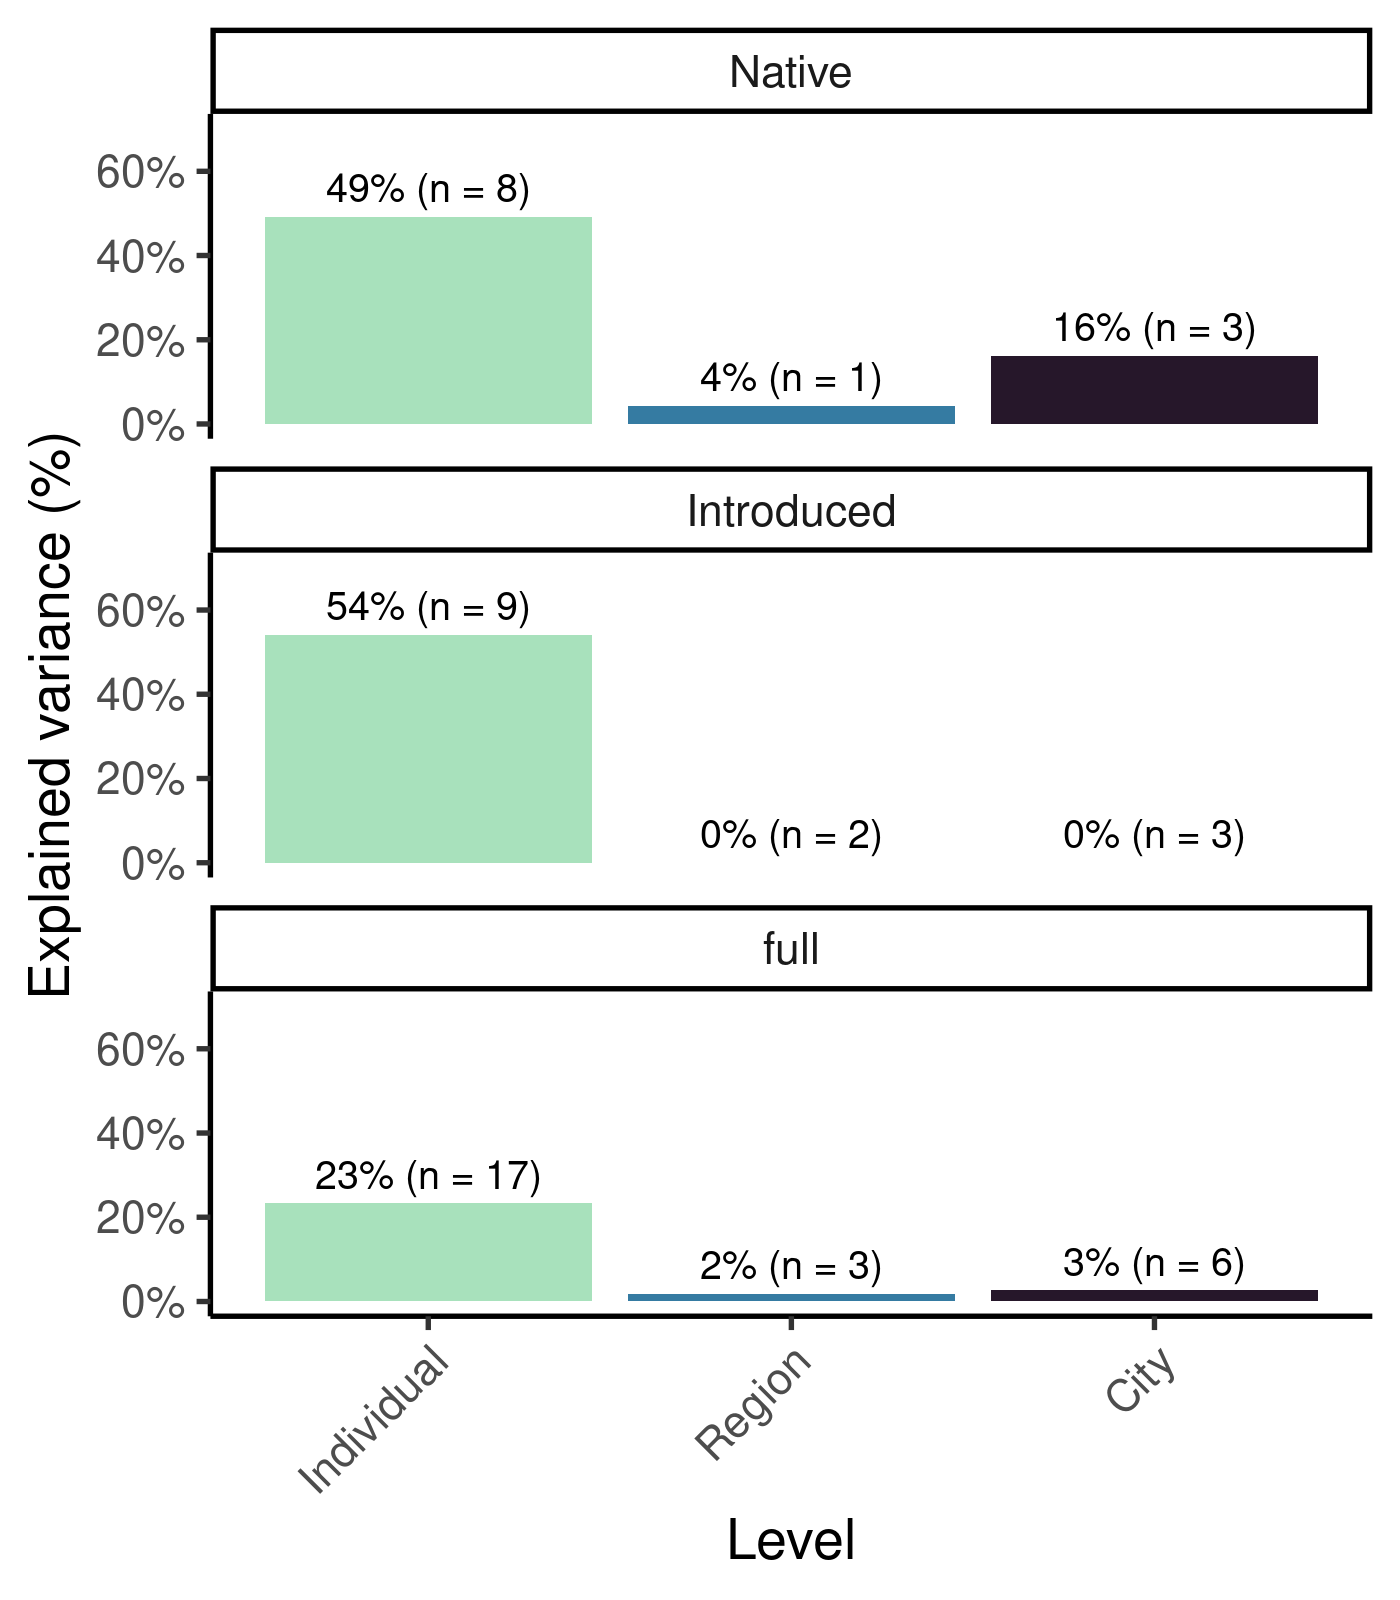 Native
60%
40%
20%
0%
49% (n = 8)
4% (n = 1)
16% (n = 3)
Introduced
60%
40%
20%
0%
54% (n = 9)
0% (n = 2)
0% (n = 3)
full
60%
40%
20%
0%
23% (n = 17)
2% (n = 3)
3% (n = 6)
Explained variance (%)
Individual
Region
City
Level